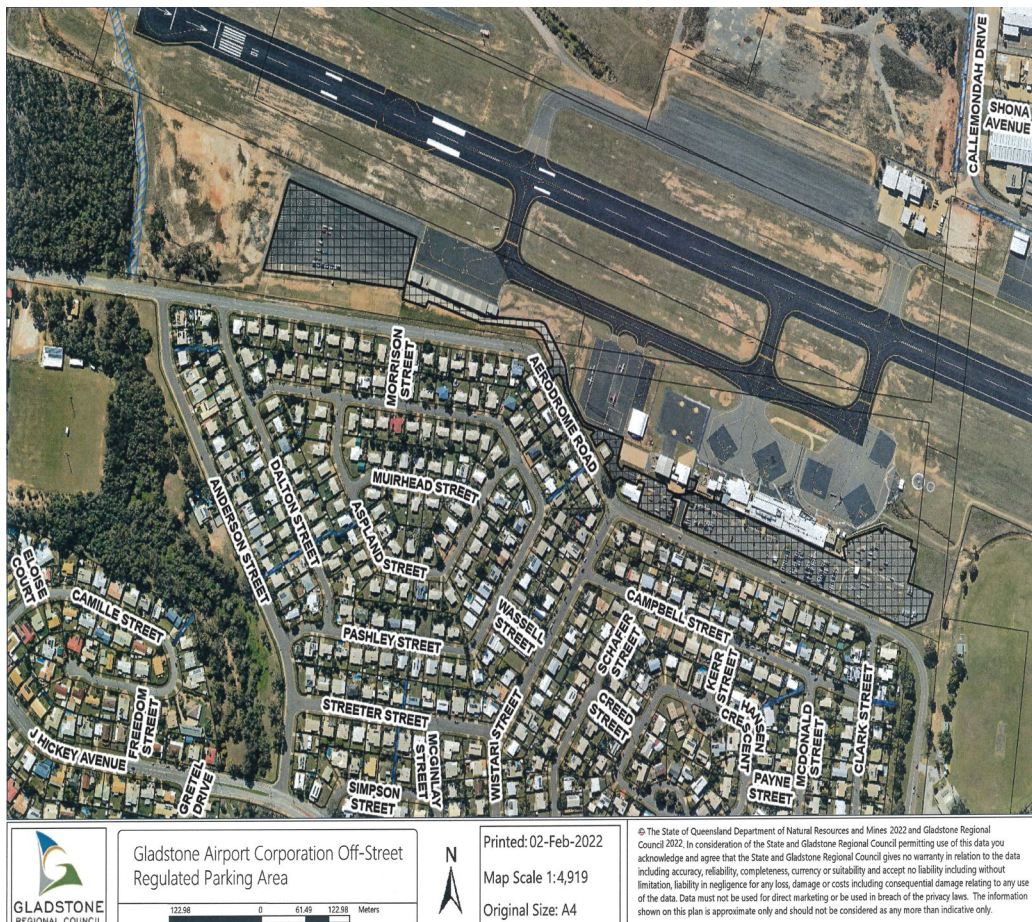 CALLEMONDAH DRIVE
SHONA
AVENUE
MORRISON
STREET
AERODROME ROAD
MUIRHEAD STREET
DALTON STREET
ASPLAND
STREET
ANDERSON STREET
ELOISE
COURT
CAMILLE STREET
PASHLEY STREET
WASSELL
STREET
CAMPBELL STREET
SCHAFER
STREET
KERR
STREET
HANSEN
CRESCENT
CREED
STREET
MCDONALD
STREET
CLARK STREET
FREEDOM
STREET
STREETER STREET
WISTARI STREET
J HICKEY AVENUE
GRETEL
DRIVE
MCGINLAY
STREET
SIMPSON
STREET
PAYNE
STREET
GLADSTONE
REGIONAL COUNCIL
Gladstone Airport Corporation Off-Street
Regulated Parking Area
122.98 0 61.49 122.98 Meters
N
Printed: 02-Feb-2022
Map Scale 1:4,919
Original Size: A4
© The State of Queensland Department of Natural Resources and Mines 2022 and Gladstone Regional
Council 2022. In consideration of the State and Gladstone Regional Council permitting use of this data you
acknowledge and agree that the State and Gladstone Regional Council gives no warranty in relation to the data
including accuracy, reliability, completeness, currency or suitability and accept no liability including without
limitation, liability in negligence for any loss, damage or costs including consequential damage relating to any use
of the data. Data must not be used for direct marketing or be used in breach of the privacy laws. The information
shown on this plan is approximate only and should not be considered as any more than indicative only.